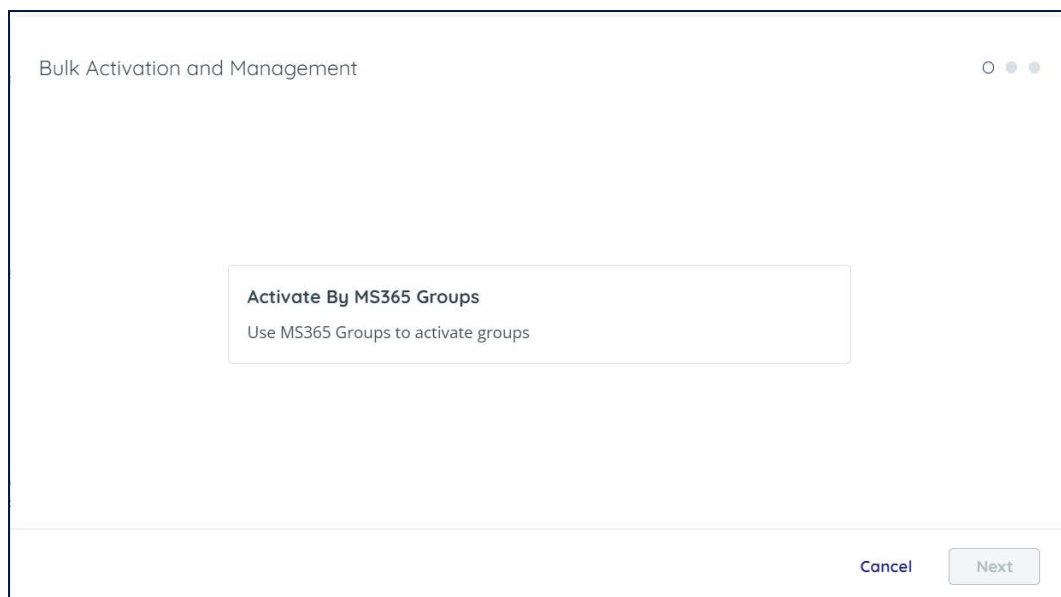 Bulk Activation and Management
Activate By MS365 Groups
Use MS365 Groups to activate groups
Cancel
Next